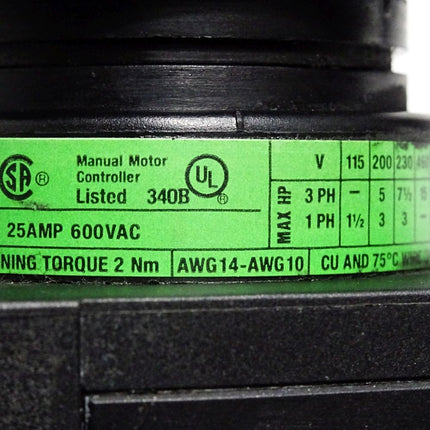 SA ®
Manual Motor
Controller
Listed 340B
UL ®
25AMP 600VAC
V 115 200 230
MAX HP
3 PH — 5 7½
1 PH 1½ 3 3 —
NING TORQUE 2 Nm AWG14-AWG10 CU AND 75°C